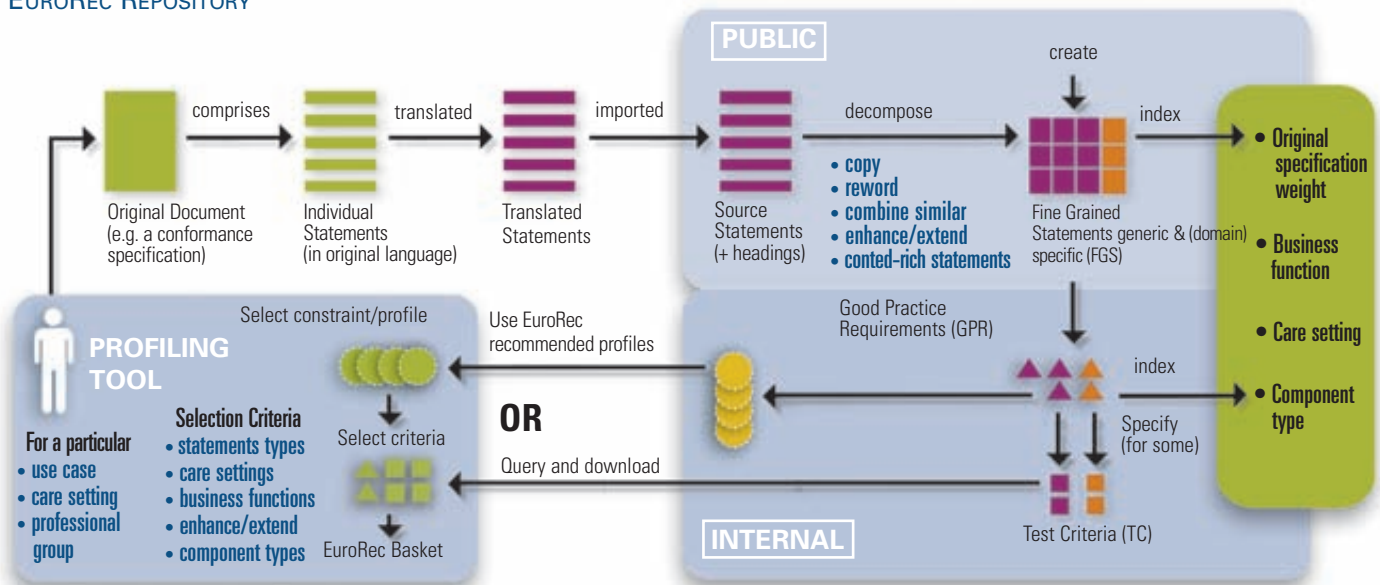 EUROREC REPOSITORY
PUBLIC
create
comprises
translated
imported
decompose
index
Original Document
(e.g. a conformance
specification)
Individual
Statements
(in original language)
Translated
Statements
Source
Statements
(+ headings)
• copy
• reword
• combine similar
• enhance/extend
• conted-rich statements
Fine Grained
Statements generic & (domain)
specific (FGS)
• Original
specification
weight
• Business
function
• Care setting
• Component
type
PROFILING
TOOL
For a particular
• use case
• care setting
• professional
group
Selection Criteria
• statements types
• care settings
• business functions
• enhance/extend
• component types
Select constraint/profile
Select criteria
EuroRec Basket
Use EuroRec
recommended profiles
OR
Query and download
Good Practice
Requirements (GPR)
index
Specify
(for some)
Test Criteria (TC)
INTERNAL